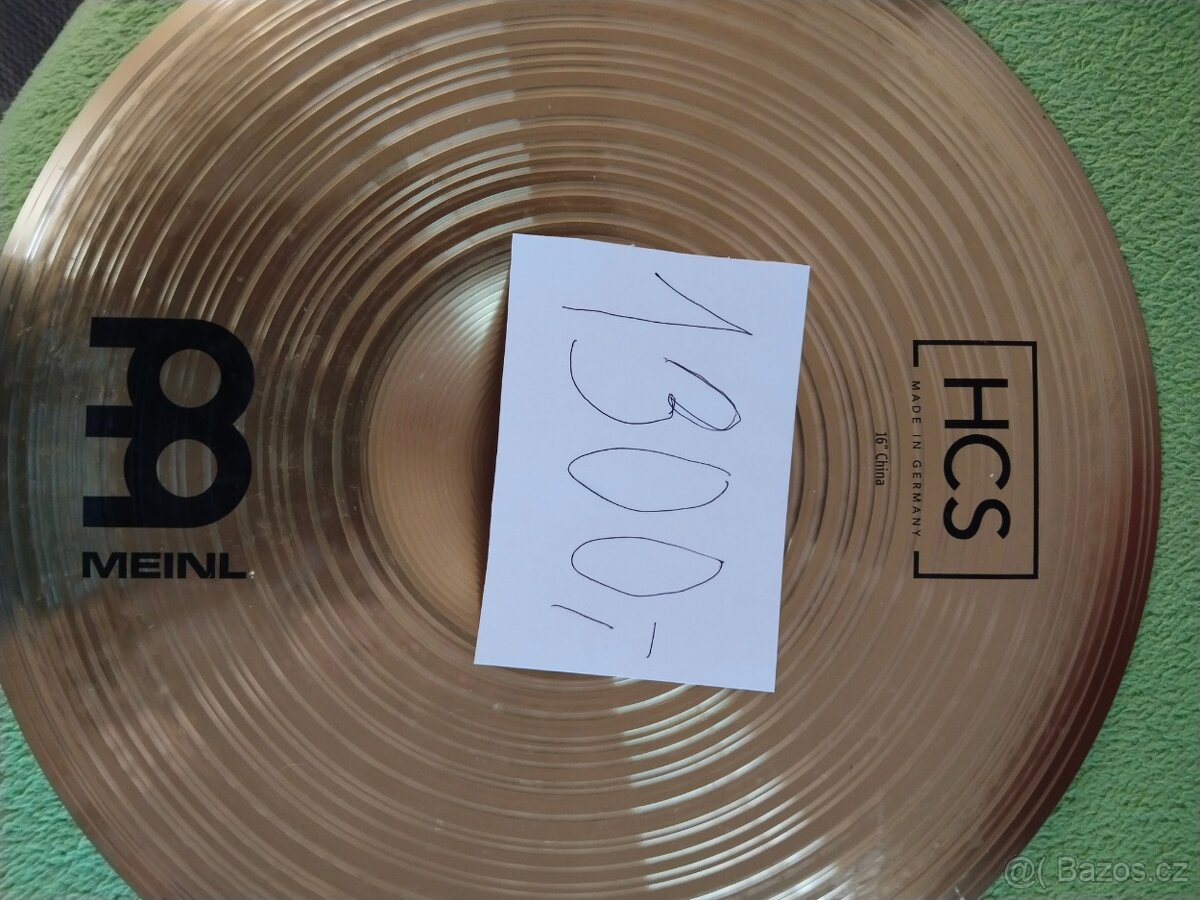 MEINL
1300,-
HCS
MADE IN GERMANY
16" China
@( Bazos.cz